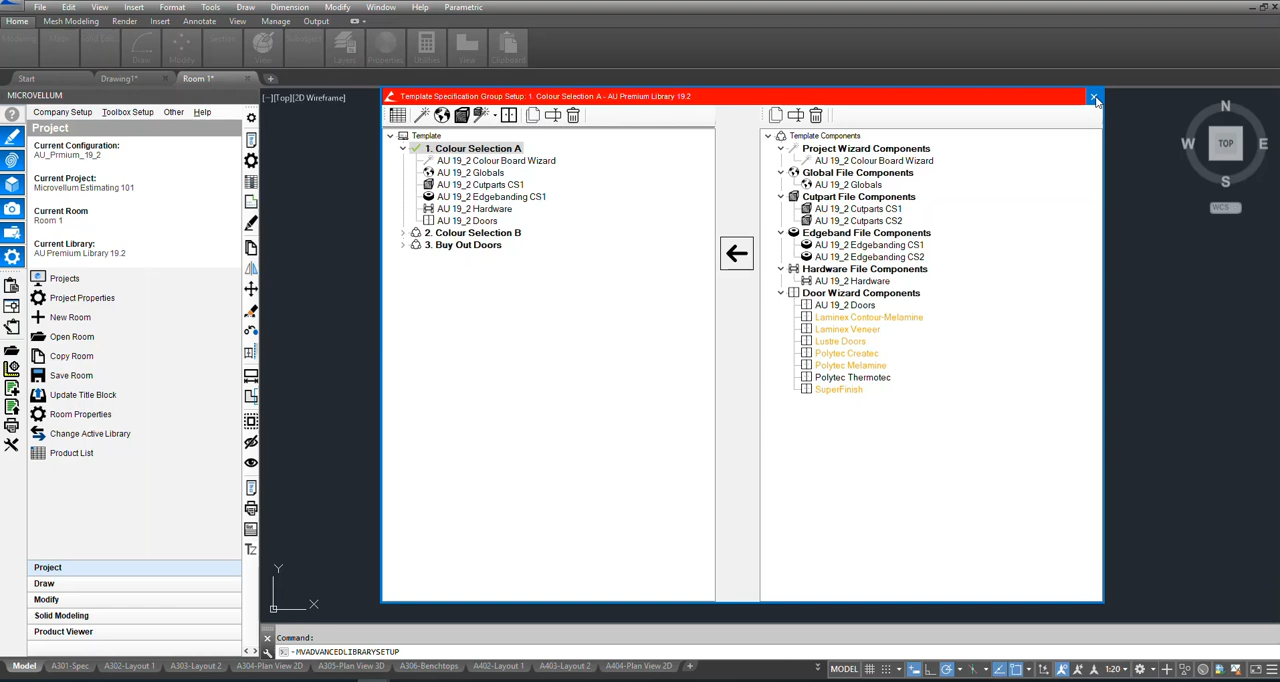 File Edit View Insert Format Tools Draw Dimension Modify Window Help Parametric
Home Mesh Modeling Render Insert Annotate View Manage Output
Draw Modify View Layers Properties Utilities View Clipboard
Start Drawing1* Room 1*
MICROVELLUM
Company Setup Toolbox Setup Other Help
Project
Current Configuration:
AU_Prmium_19_2
Current Project:
Microvellum Estimating 101
Current Room
Room 1
Current Library:
AU Premium Library 19.2
Projects
Project Properties
New Room
Open Room
Copy Room
Save Room
Update Title Block
Room Properties
Change Active Library
Product List
Project
Draw
Modify
Solid Modeling
Product Viewer
[−][Top][2D Wireframe]
Template Specification Group Setup: 1. Colour Selection A - AU Premium Library 19.2
Template
1. Colour Selection A
AU 19_2 Colour Board Wizard
AU 19_2 Globals
AU 19_2 Cutparts CS1
AU 19_2 Edgebanding CS1
AU 19_2 Hardware
AU 19_2 Doors
2. Colour Selection B
3. Buy Out Doors
Template Components
Project Wizard Components
AU 19_2 Colour Board Wizard
Global File Components
AU 19_2 Globals
Cutpart File Components
AU 19_2 Cutparts CS1
AU 19_2 Cutparts CS2
Edgeband File Components
AU 19_2 Edgebanding CS1
AU 19_2 Edgebanding CS2
Hardware File Components
AU 19_2 Hardware
Door Wizard Components
AU 19_2 Doors
Laminex Contour-Melamine
Laminex Veneer
Lustre Doors
Polytec Createc
Polytec Metamine
Polytec Thermotec
SuperFinish
N
W TOP E
S
WCS
Y
X
Command:
-MVADVANCEDLIBRARYSETUP
Model A301-Spec A302-Layout 1 A303-Layout 2 A304-Plan View 2D A305-Plan View 3D A306-Benchtops A402-Layout 1 A403-Layout 2 A404-Plan View 2D
MODEL 1:20